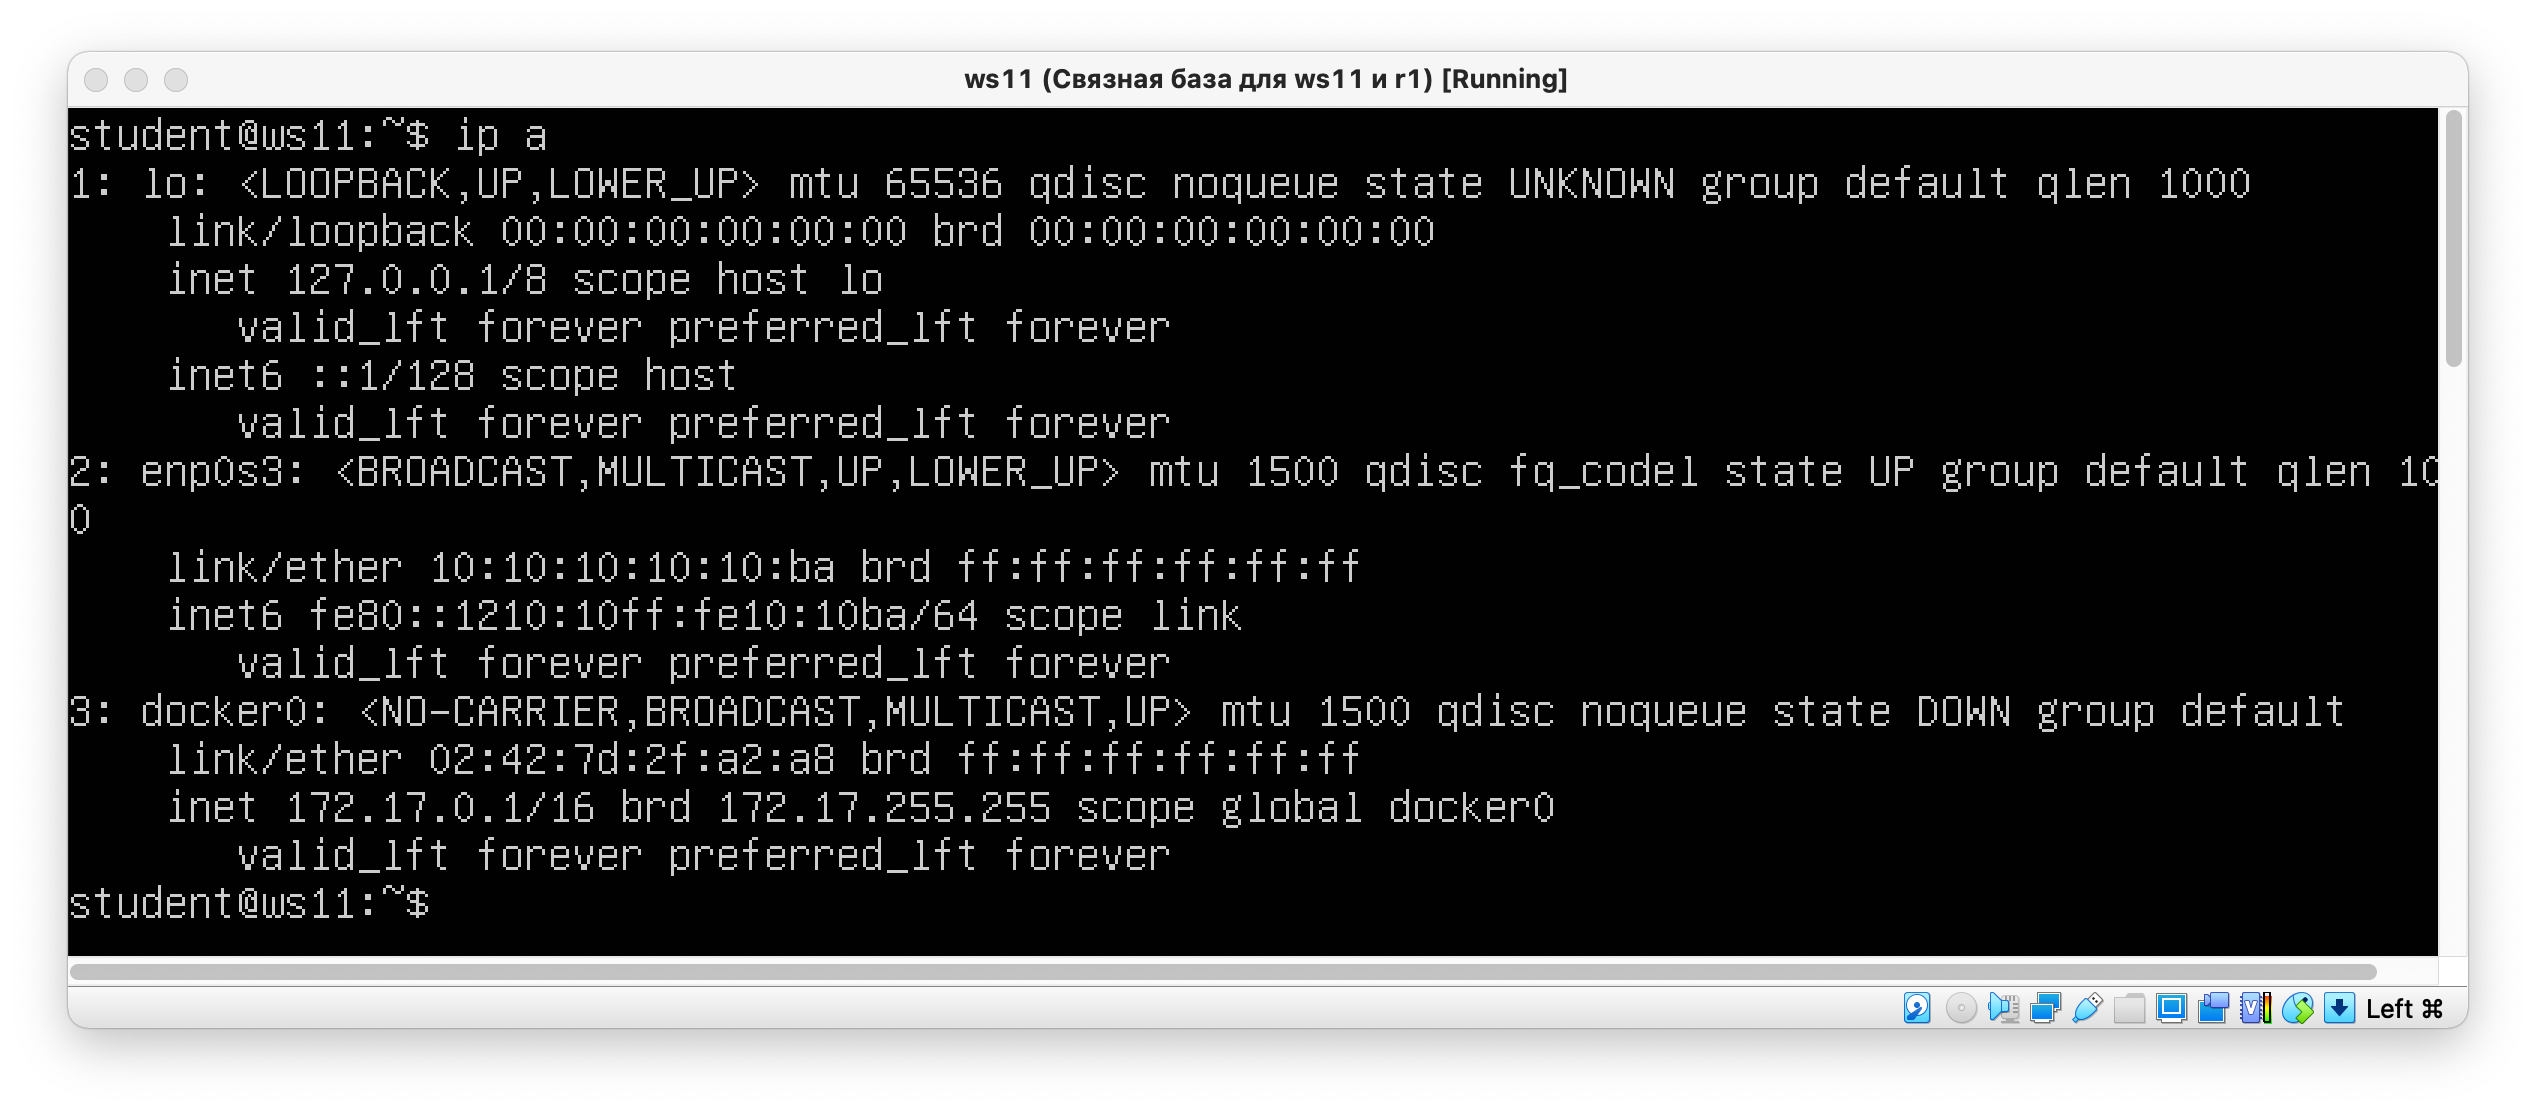 ws11 (Связная база для ws11 и r1) [Running]
student@ws11:~$ ip a
1: lo: <LOOPBACK,UP,LOWER_UP> mtu 65536 qdisc noqueue state UNKNOWN group default qlen 1000
    link/loopback 00:00:00:00:00:00 brd 00:00:00:00:00:00
    inet 127.0.0.1/8 scope host lo
       valid_lft forever preferred_lft forever
    inet6 ::1/128 scope host
       valid_lft forever preferred_lft forever
2: enp0s3: <BROADCAST,MULTICAST,UP,LOWER_UP> mtu 1500 qdisc fq_codel state UP group default qlen 10
0
    link/ether 10:10:10:10:10:ba brd ff:ff:ff:ff:ff:ff
    inet6 fe80::1210:10ff:fe10:10ba/64 scope link
       valid_lft forever preferred_lft forever
3: docker0: <NO-CARRIER,BROADCAST,MULTICAST,UP> mtu 1500 qdisc noqueue state DOWN group default
    link/ether 02:42:7d:2f:a2:a8 brd ff:ff:ff:ff:ff:ff
    inet 172.17.0.1/16 brd 172.17.255.255 scope global docker0
       valid_lft forever preferred_lft forever
student@ws11:~$
Left ⌘